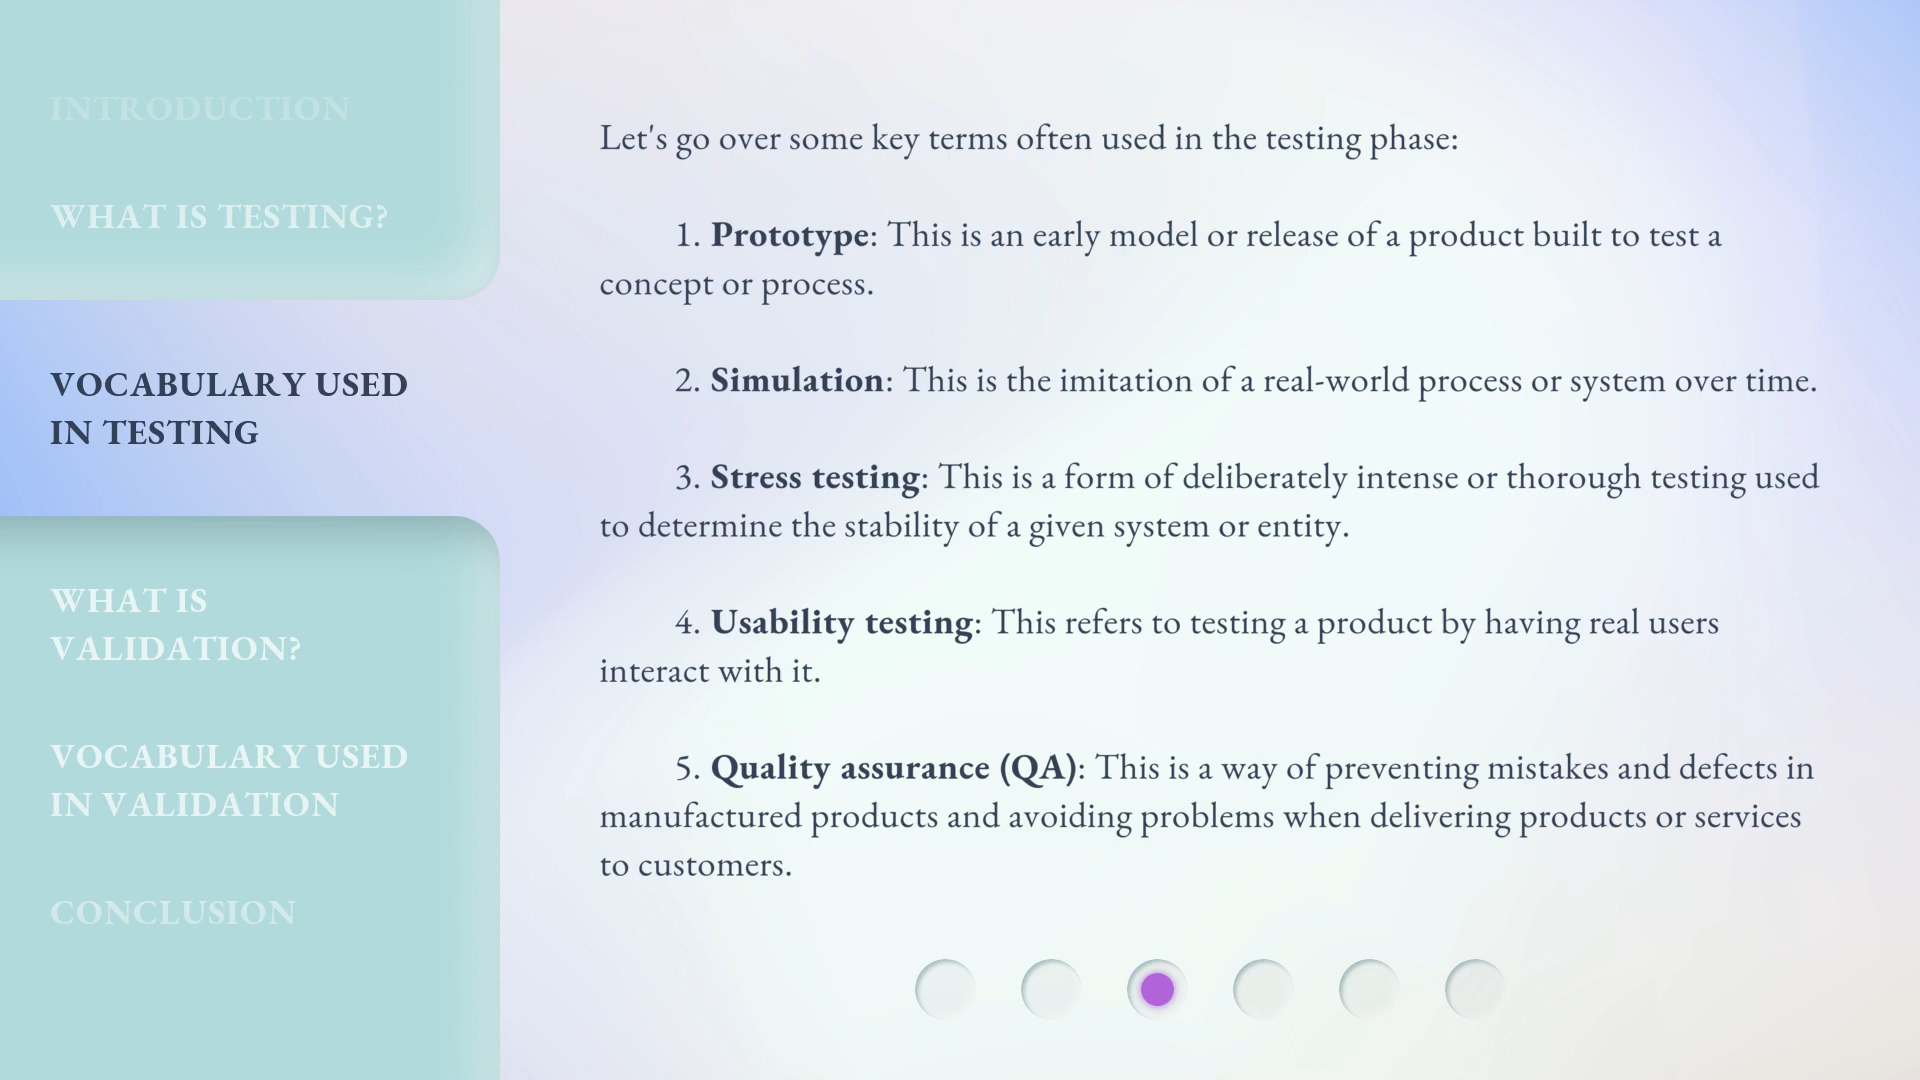 INTRODUCTION
WHAT IS TESTING?
VOCABULARY USED
IN TESTING
WHAT IS
VALIDATION?
VOCABULARY USED
IN VALIDATION
CONCLUSION
Let's go over some key terms often used in the testing phase:
1. Prototype: This is an early model or release of a product built to test a
concept or process.
2. Simulation: This is the imitation of a real-world process or system over time.
3. Stress testing: This is a form of deliberately intense or thorough testing used
to determine the stability of a given system or entity.
4. Usability testing: This refers to testing a product by having real users
interact with it.
5. Quality assurance (QA): This is a way of preventing mistakes and defects in
manufactured products and avoiding problems when delivering products or services
to customers.